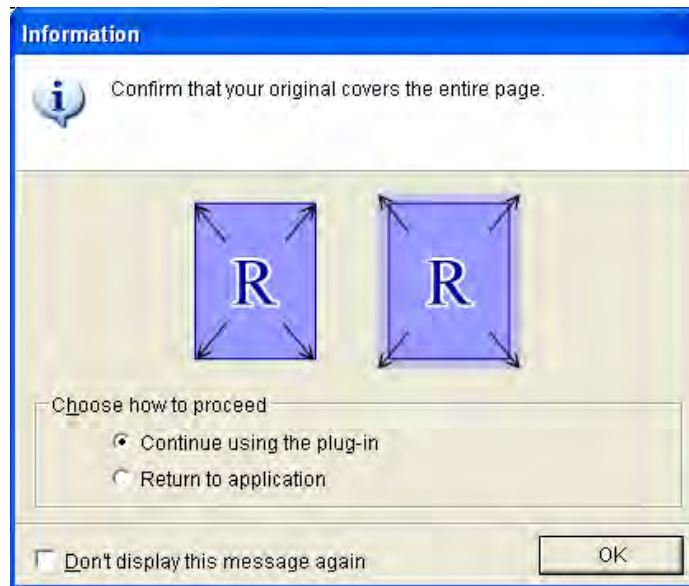 Information
Confirm that your original covers the entire page.
R R
Choose how to proceed
Continue using the plug-in
Return to application
Don't display this message again
OK